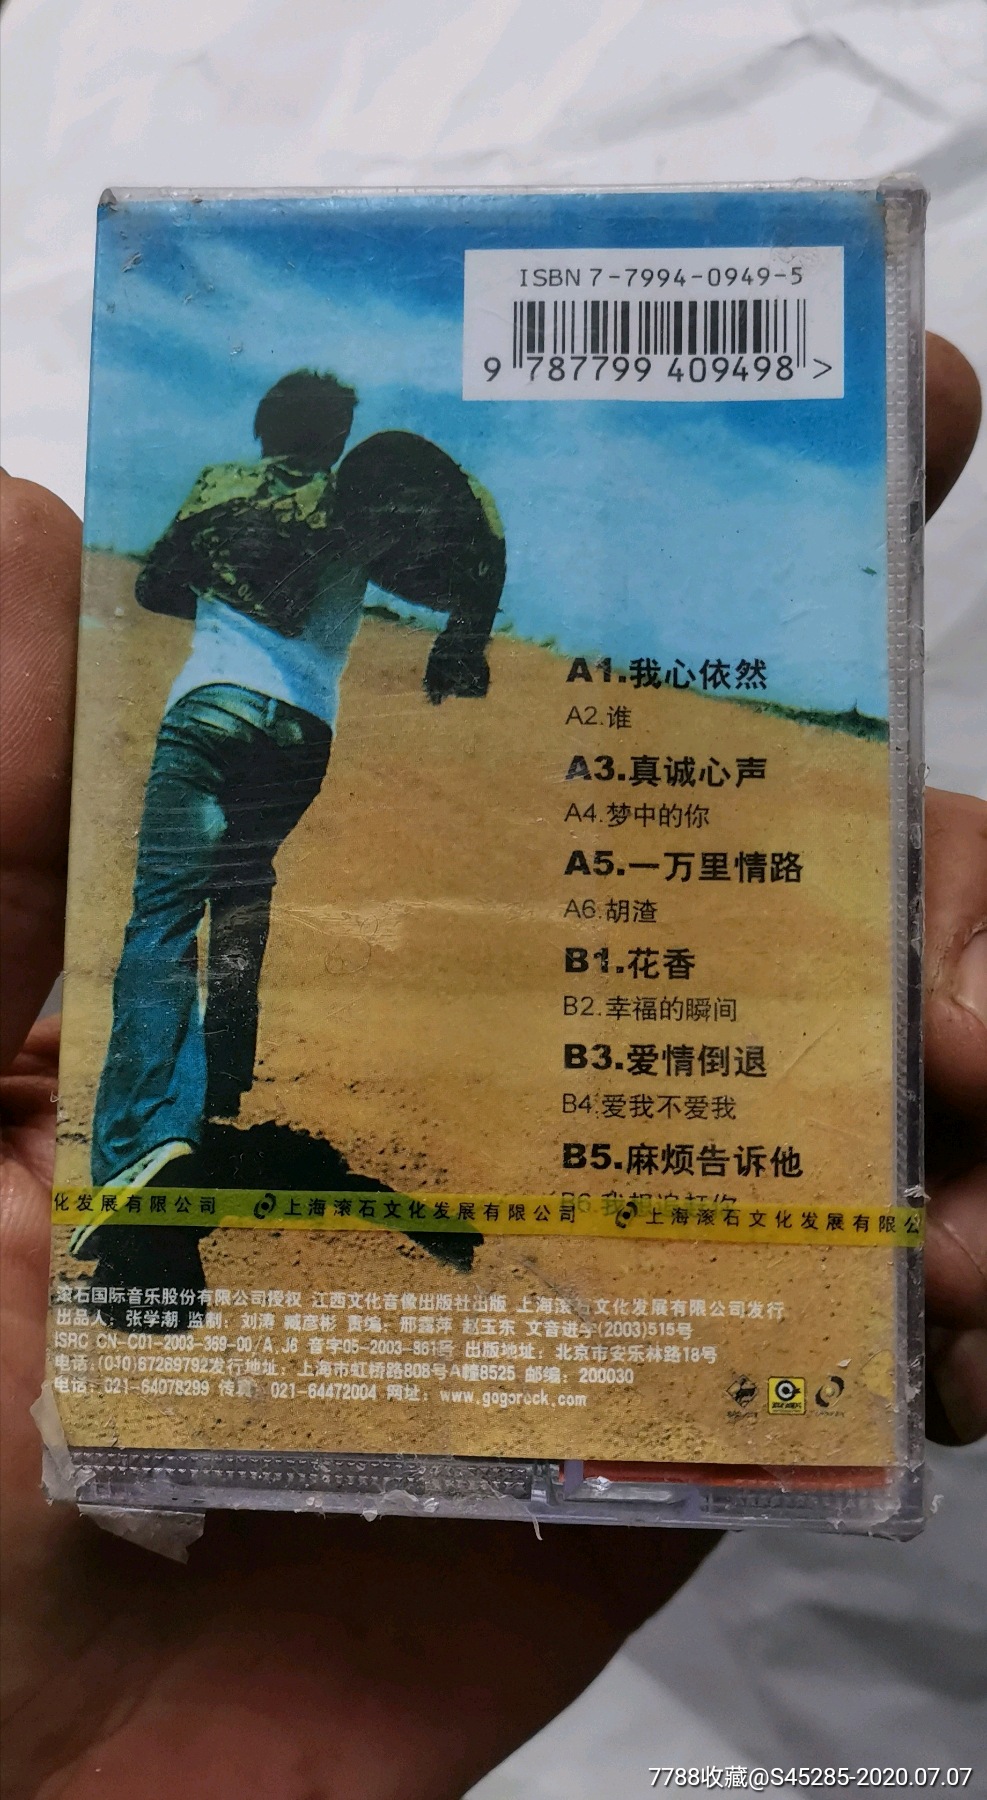 ISBN 7-7994-0949-5
9 787799 409498 >
A1.我心依然
A2.谁
A3.真诚心声
A4.梦中的你
A5.一万里情路
A6.胡渣
B1.花香
B2.幸福的瞬间
B3.爱情倒退
B4.爱我不爱我
B5.麻烦告诉他
B6.我想追打你
化发展有限公司 上海滚石文化发展有限公司 上海滚石文化发展有限公
滚石国际音乐股份有限公司授权 江西文化音像出版社出版 上海滚石文化发展有限公司发行
出品人：张学潮 监制：刘涛 臧彦彬 责编：邢露萍 赵玉东 文音进字(2003)515号
ISRC CN-C01-2003-369-00/A.J6 音字05-2003-861号 出版地址：北京市安乐林路18号
电话：(010)67269792发行地址：上海市虹桥路808号A幢8525 邮编：200030
电话：021-64078299 传真：021-64472004 网址：www.gogorock.com
7788收藏@S45285-2020.07.07